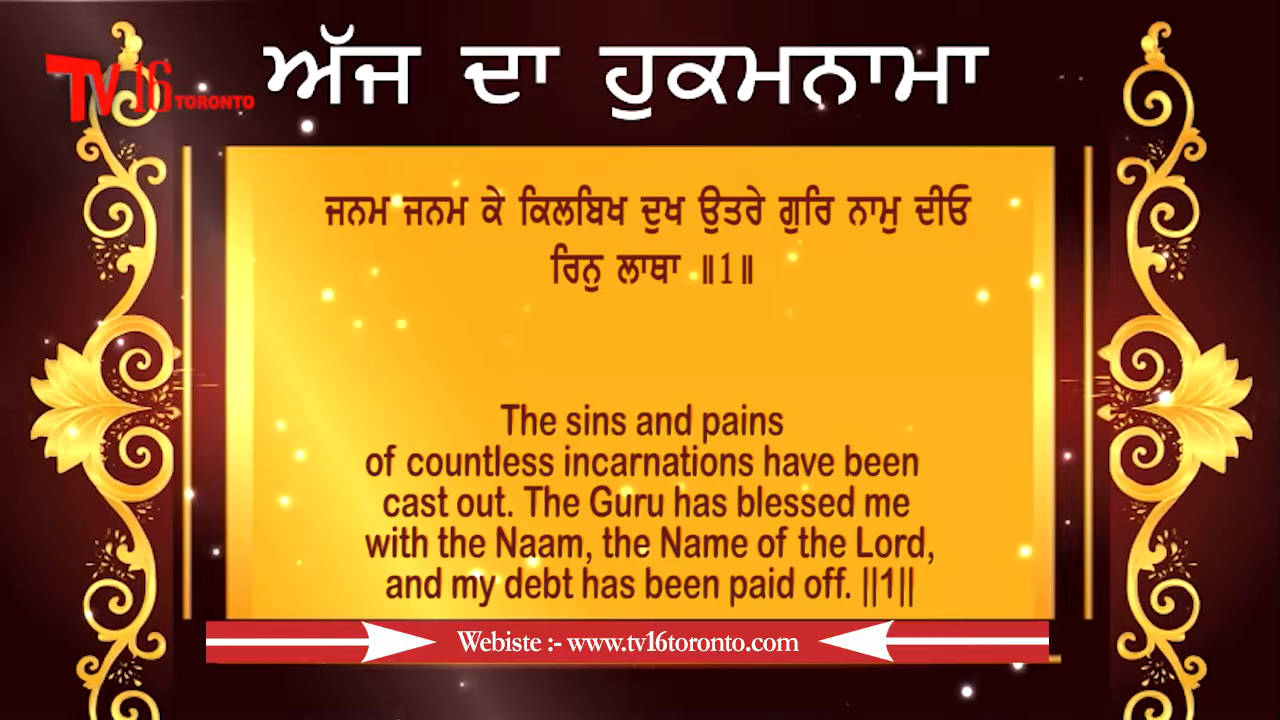 TV16 TORONTO
ਅੱਜ ਦਾ ਹੁਕਮਨਾਮਾ
ਜਨਮ ਜਨਮ ਕੇ ਕਿਲਬਿਖ ਦੁਖ ਉਤਰੇ ਗੁਰਿ ਨਾਮੁ ਦੀਓ
ਰਿਨੁ ਲਾਥਾ ॥1॥
The sins and pains
of countless incarnations have been
cast out. The Guru has blessed me
with the Naam, the Name of the Lord,
and my debt has been paid off. ||1||
Webiste :- www.tv16toronto.com